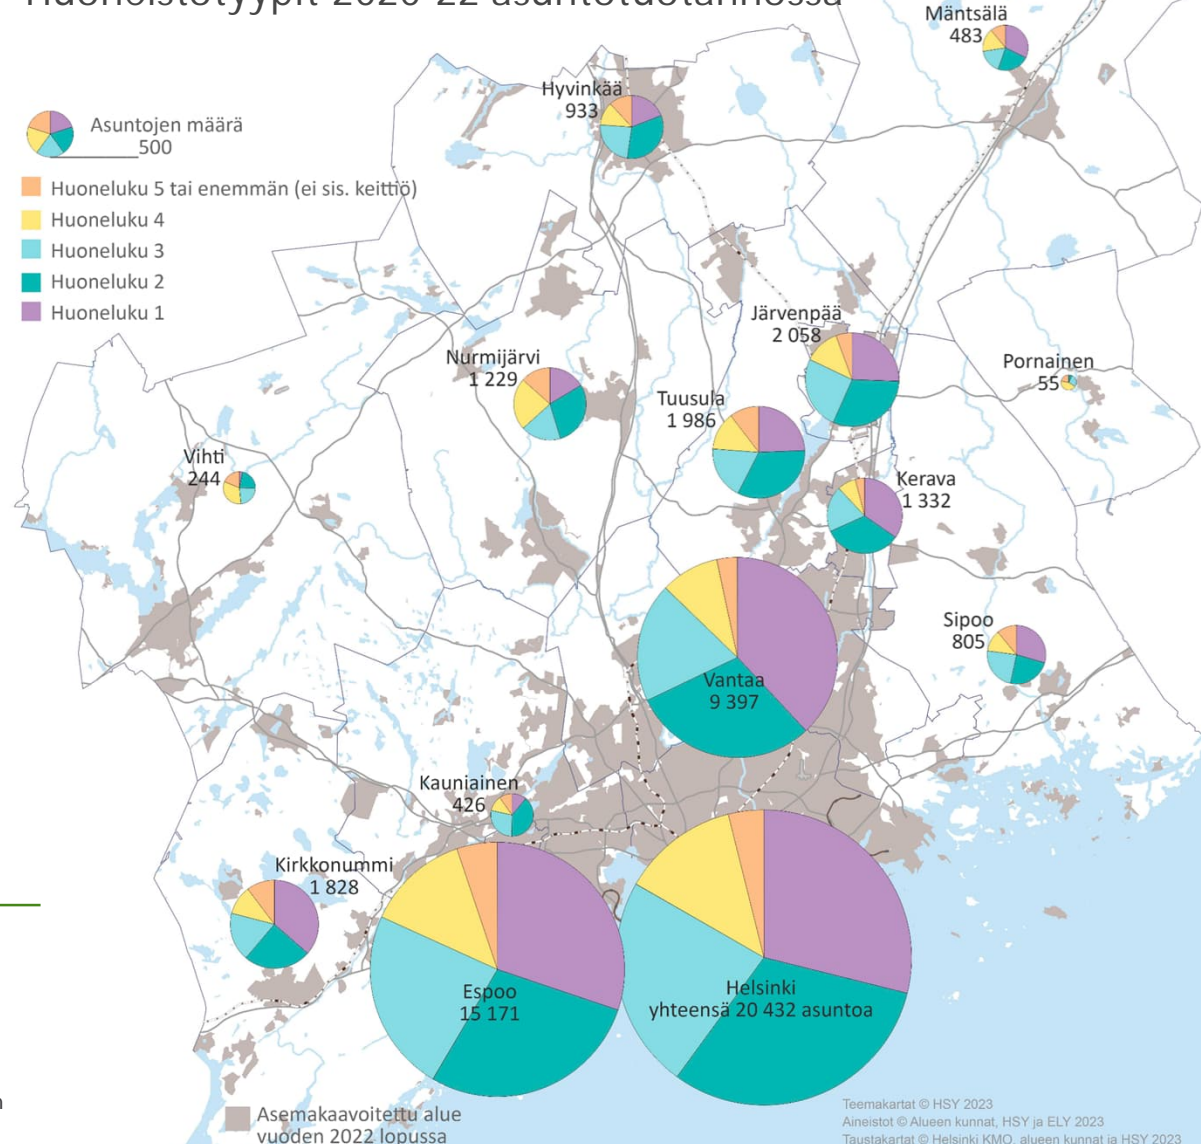 Huoneistotyypit 2020-22 asuntotuotannossa
Mäntsälä
483
Hyvinkää
933
Asuntojen määrä
500
Huoneluku 5 tai enemmän (ei sis. keittiö)
Huoneluku 4
Huoneluku 3
Huoneluku 2
Huoneluku 1
Järvenpää
2 058
Nurmijärvi
1 229
Pornainen
55
Tuusula
1 986
Vihti
244
Kerava
1 332
Sipoo
805
Vantaa
9 397
Kauniainen
426
Kirkkonummi
1 828
Espoo
15 171
Helsinki
yhteensä 20 432 asuntoa
n
Asemakaavoitettu alue
vuoden 2022 lopussa
Teemakartat © HSY 2023
Aineistot © Alueen kunnat, HSY ja ELY 2023
Taustakartat © Helsinki KMO, alueen kunnat ja HSY 2023